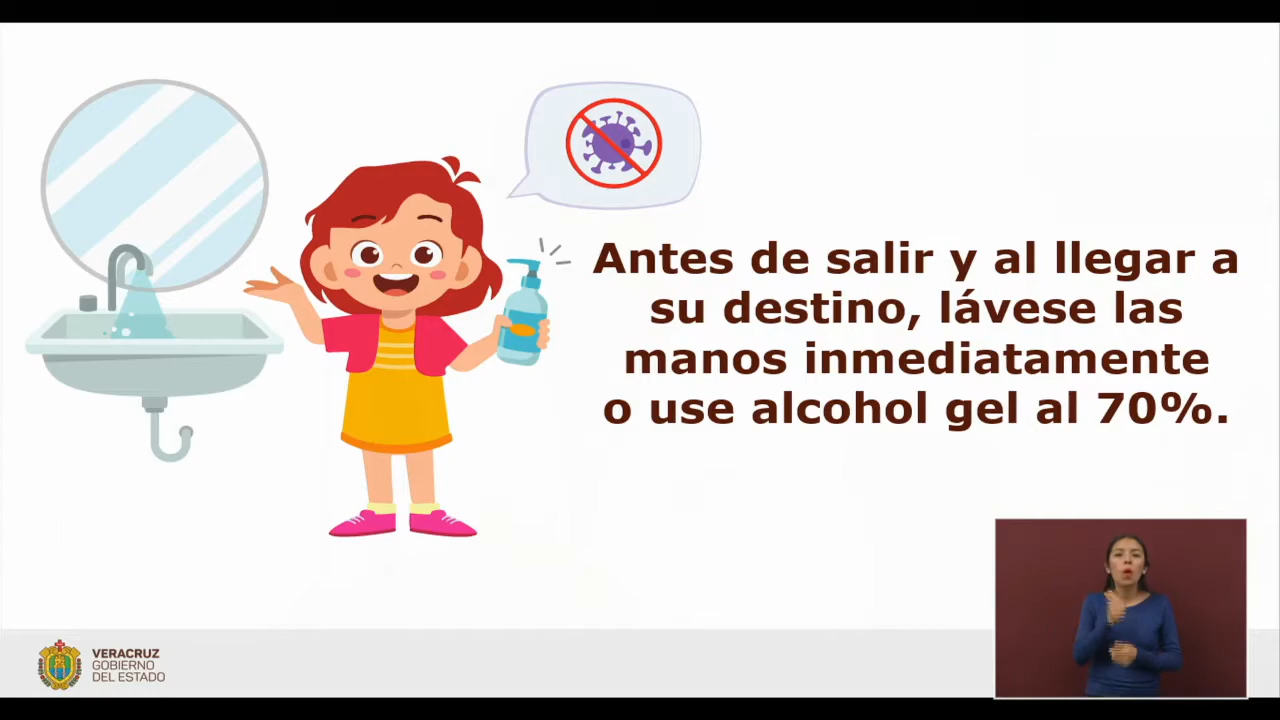 Antes de salir y al llegar a
su destino, lávese las
manos inmediatamente
o use alcohol gel al 70%.
VERACRUZ
GOBIERNO
DEL ESTADO